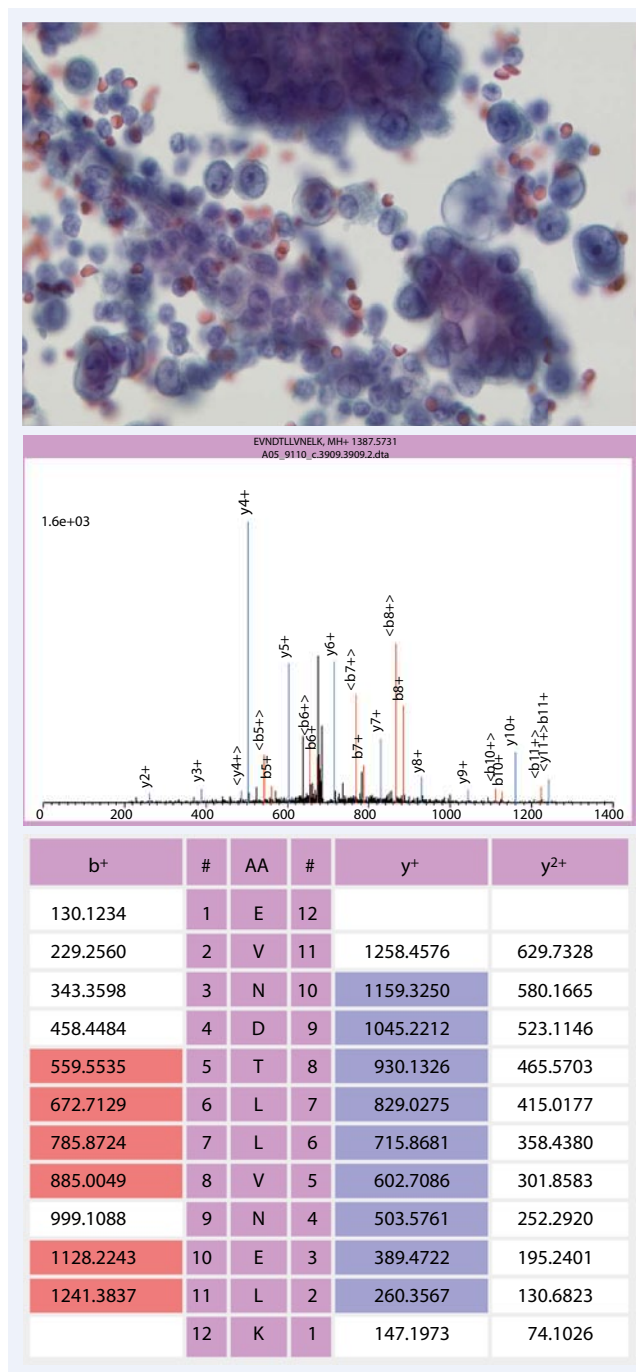 EVNDTLLVNELK, MH+ 1387.5731
A05_9110_c.3909.3909.2.dta
1.6e+03
y4+
<b8+>
y5+
y6+
<b7+>
<b6+>
b6+
b8+
<b5+>
b5+
<y4+>
y3+
y2+
b7+
y7+
y8+
y9+
<b10+>
b10+
y10+
<b11+>
<y11+>b11+
0 200 400 600 800 1000 1200 1400
b+ # AA # y+ y2+
130.1234 1 E 12
229.2560 2 V 11 1258.4576 629.7328
343.3598 3 N 10 1159.3250 580.1665
458.4484 4 D 9 1045.2212 523.1146
559.5535 5 T 8 930.1326 465.5703
672.7129 6 L 7 829.0275 415.0177
785.8724 7 L 6 715.8681 358.4380
885.0049 8 V 5 602.7086 301.8583
999.1088 9 N 4 503.5761 252.2920
1128.2243 10 E 3 389.4722 195.2401
1241.3837 11 L 2 260.3567 130.6823
12 K 1 147.1973 74.1026